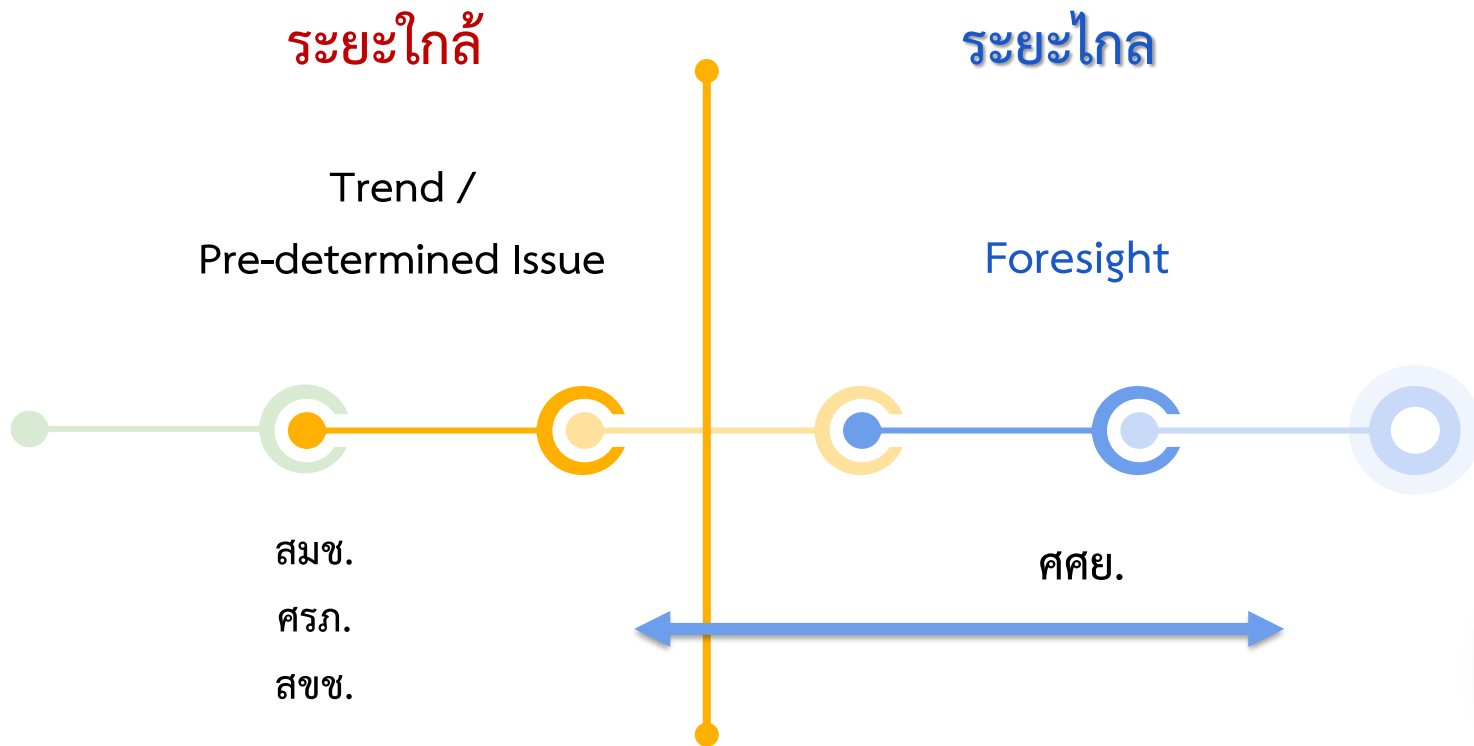 ระยะใกล้
ระยะไกล
Trend /
Pre-determined Issue
Foresight
สมช.
ศรภ.
สขช.
ศศย.